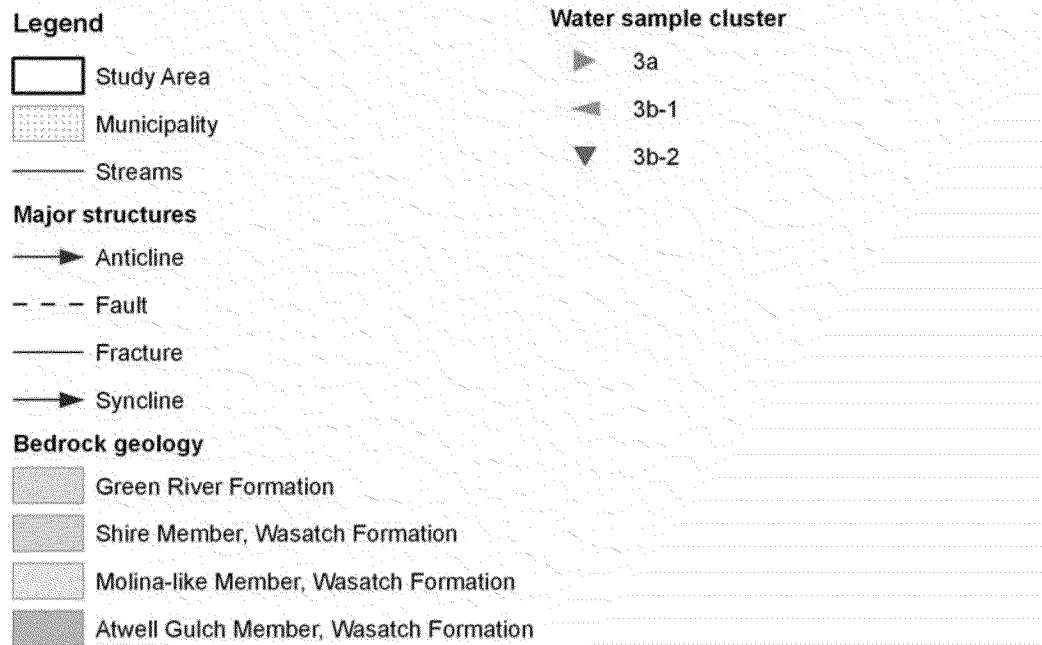 Legend
Study Area
Municipality
Streams
Major structures
Anticline
Fault
Fracture
Syncline
Bedrock geology
Green River Formation
Shire Member, Wasatch Formation
Molina-like Member, Wasatch Formation
Atwell Gulch Member, Wasatch Formation
Water sample cluster
3a
3b-1
3b-2